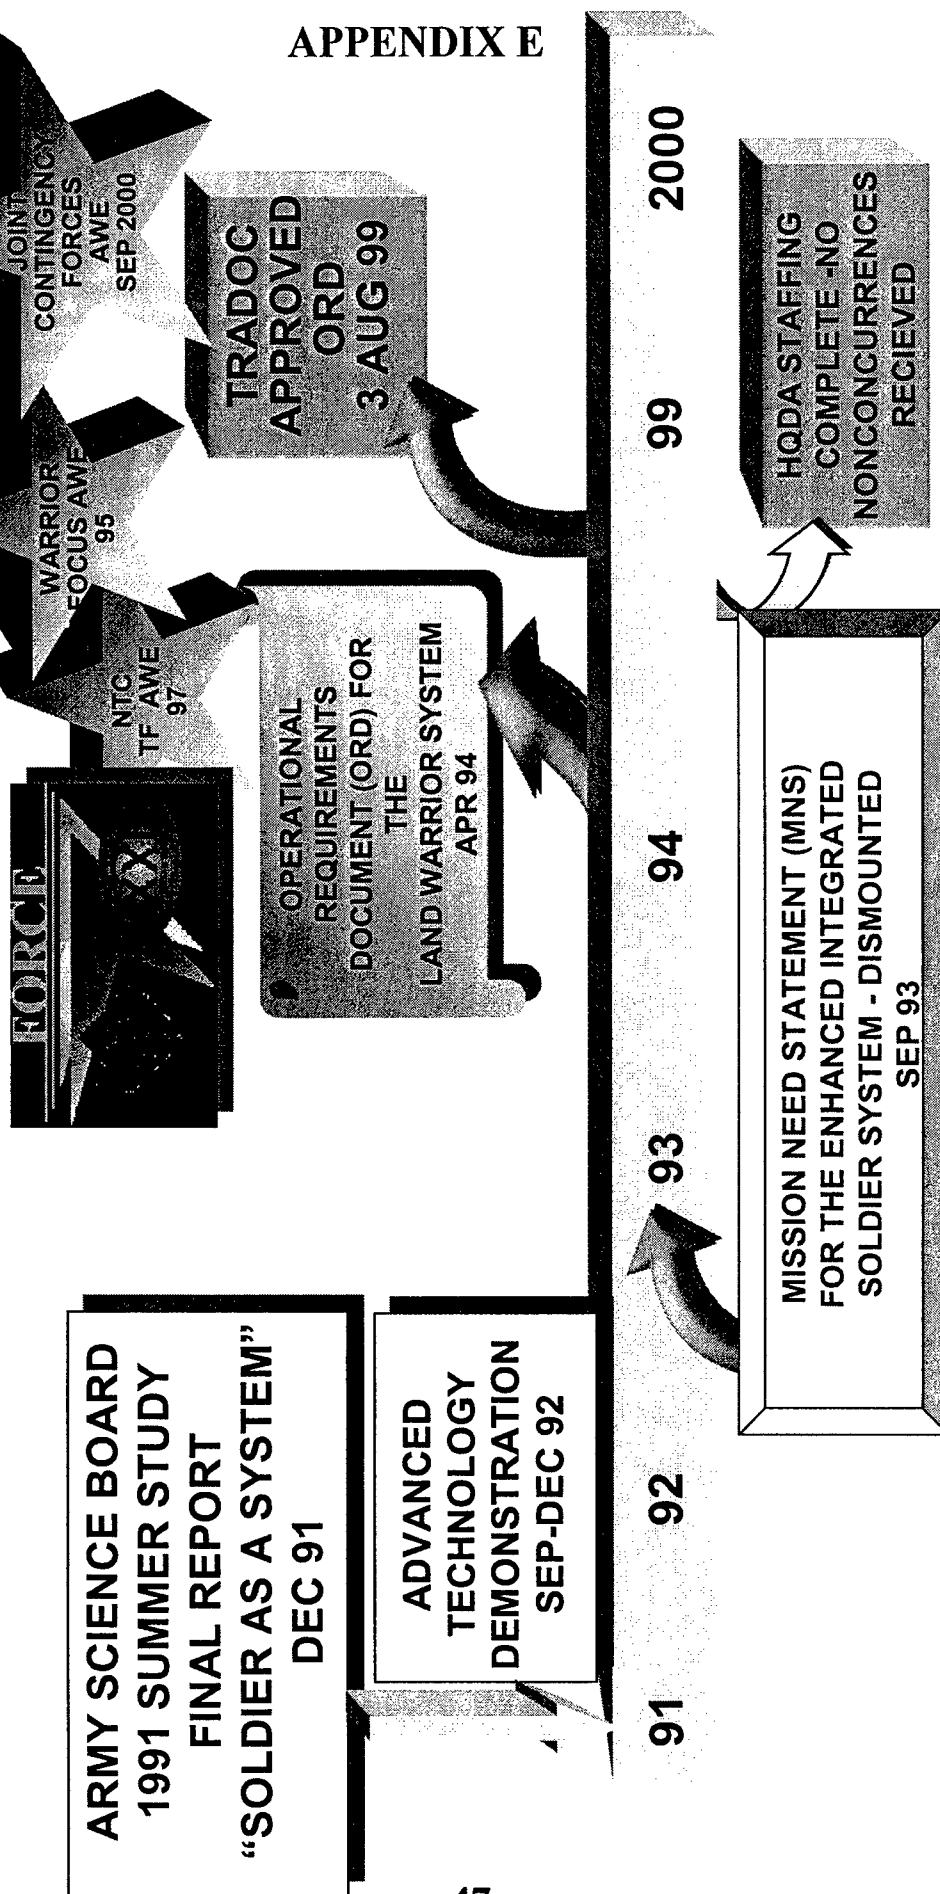 APPENDIX E
ARMY SCIENCE BOARD
1991 SUMMER STUDY
FINAL REPORT
“SOLDIER AS A SYSTEM”
DEC 91
ADVANCED
TECHNOLOGY
DEMONSTRATION
SEP-DEC 92
FORCE
XXI
NTC
TF AWE
97
WARRIOR
FOCUS AWE
95
JOINT
CONTINGENCY
FORCES
AWE
SEP 2000
OPERATIONAL
REQUIREMENTS
DOCUMENT (ORD) FOR
THE
LAND WARRIOR SYSTEM
APR 94
TRADOC
APPROVED
ORD
3 AUG 99
91
92
93
94
99
2000
MISSION NEED STATEMENT (MNS)
FOR THE ENHANCED INTEGRATED
SOLDIER SYSTEM - DISMOUNTED
SEP 93
HQDA STAFFING
COMPLETE -NO
NONCONCURRENCES
RECIEVED
47